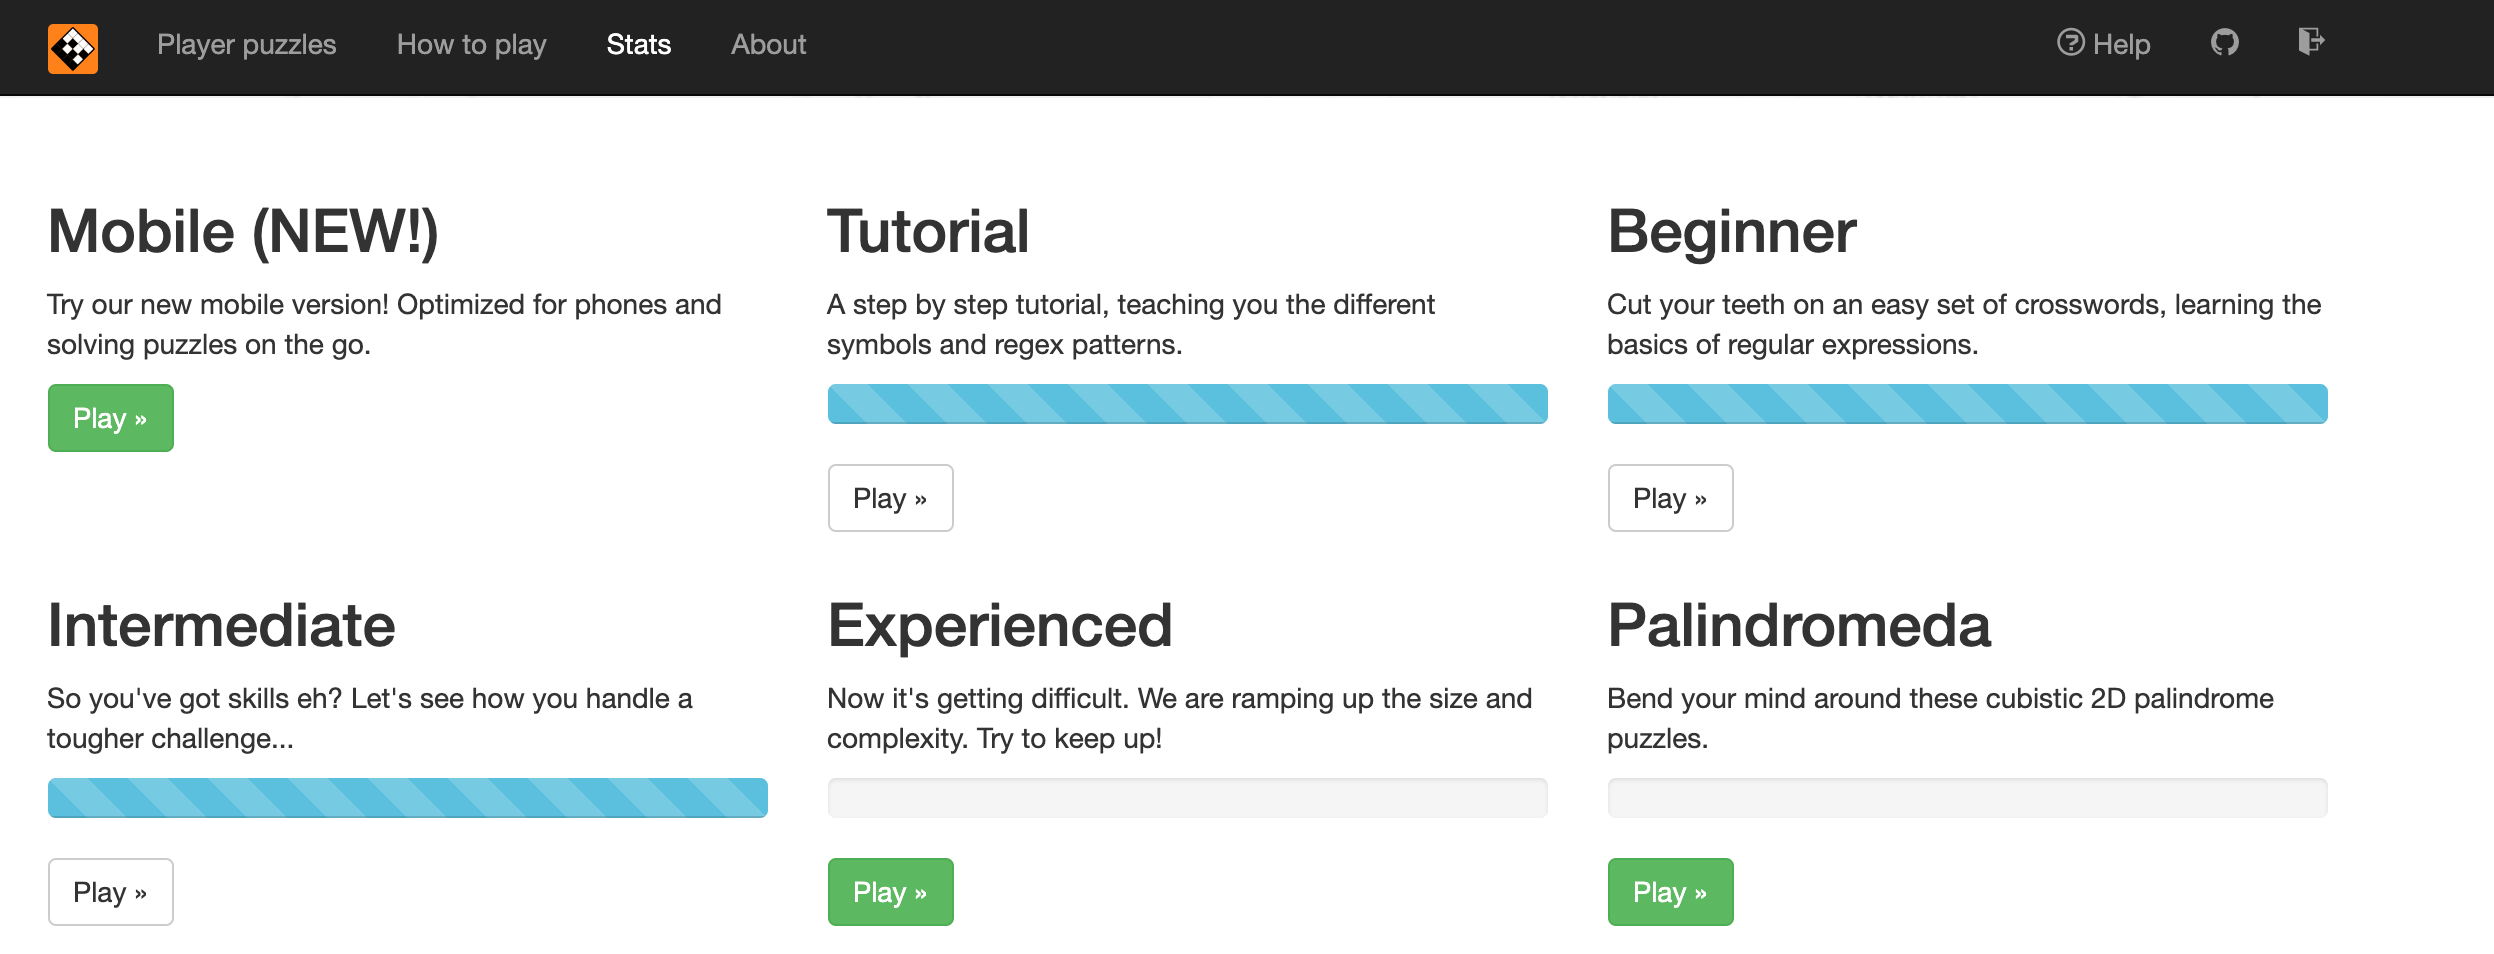 Player puzzles How to play Stats About Help
Mobile (NEW!)
Try our new mobile version! Optimized for phones and
solving puzzles on the go.
Play »
Tutorial
A step by step tutorial, teaching you the different
symbols and regex patterns.
Play »
Beginner
Cut your teeth on an easy set of crosswords, learning the
basics of regular expressions.
Play »
Intermediate
So you've got skills eh? Let's see how you handle a
tougher challenge...
Play »
Experienced
Now it's getting difficult. We are ramping up the size and
complexity. Try to keep up!
Play »
Palindromeda
Bend your mind around these cubistic 2D palindrome
puzzles.
Play »